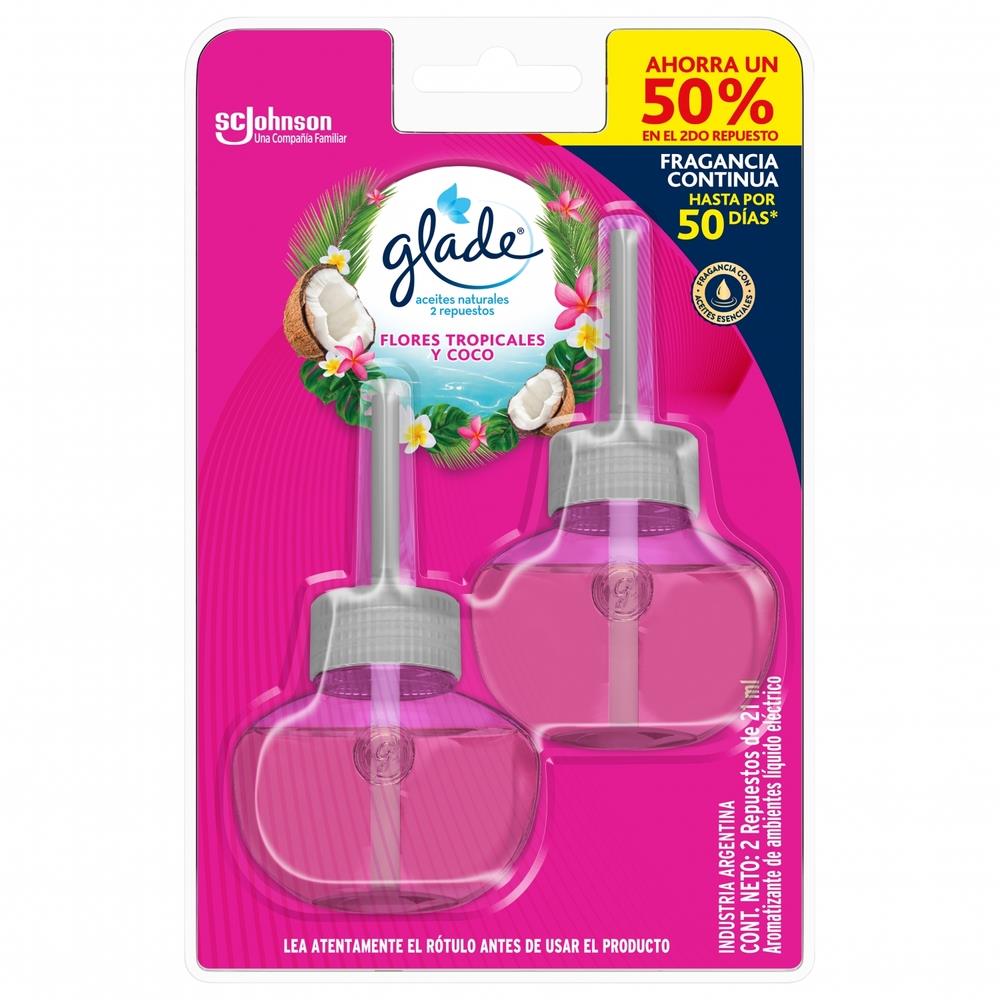 scJohnson
Una Compañía Familiar
AHORRA UN
50%
EN EL 2DO REPUESTO
FRAGANCIA
CONTINUA
HASTA POR
50 DÍAS*
FRAGANCIA CON
ACEITES ESENCIALES
glade®
aceites naturales
2 repuestos
FLORES TROPICALES
Y COCO
g
g
INDUSTRIA ARGENTINA
CONT. NETO: 2 Repuestos de 21 ml
Aromatizante de ambientes líquido eléctrico
LEA ATENTAMENTE EL RÓTULO ANTES DE USAR EL PRODUCTO